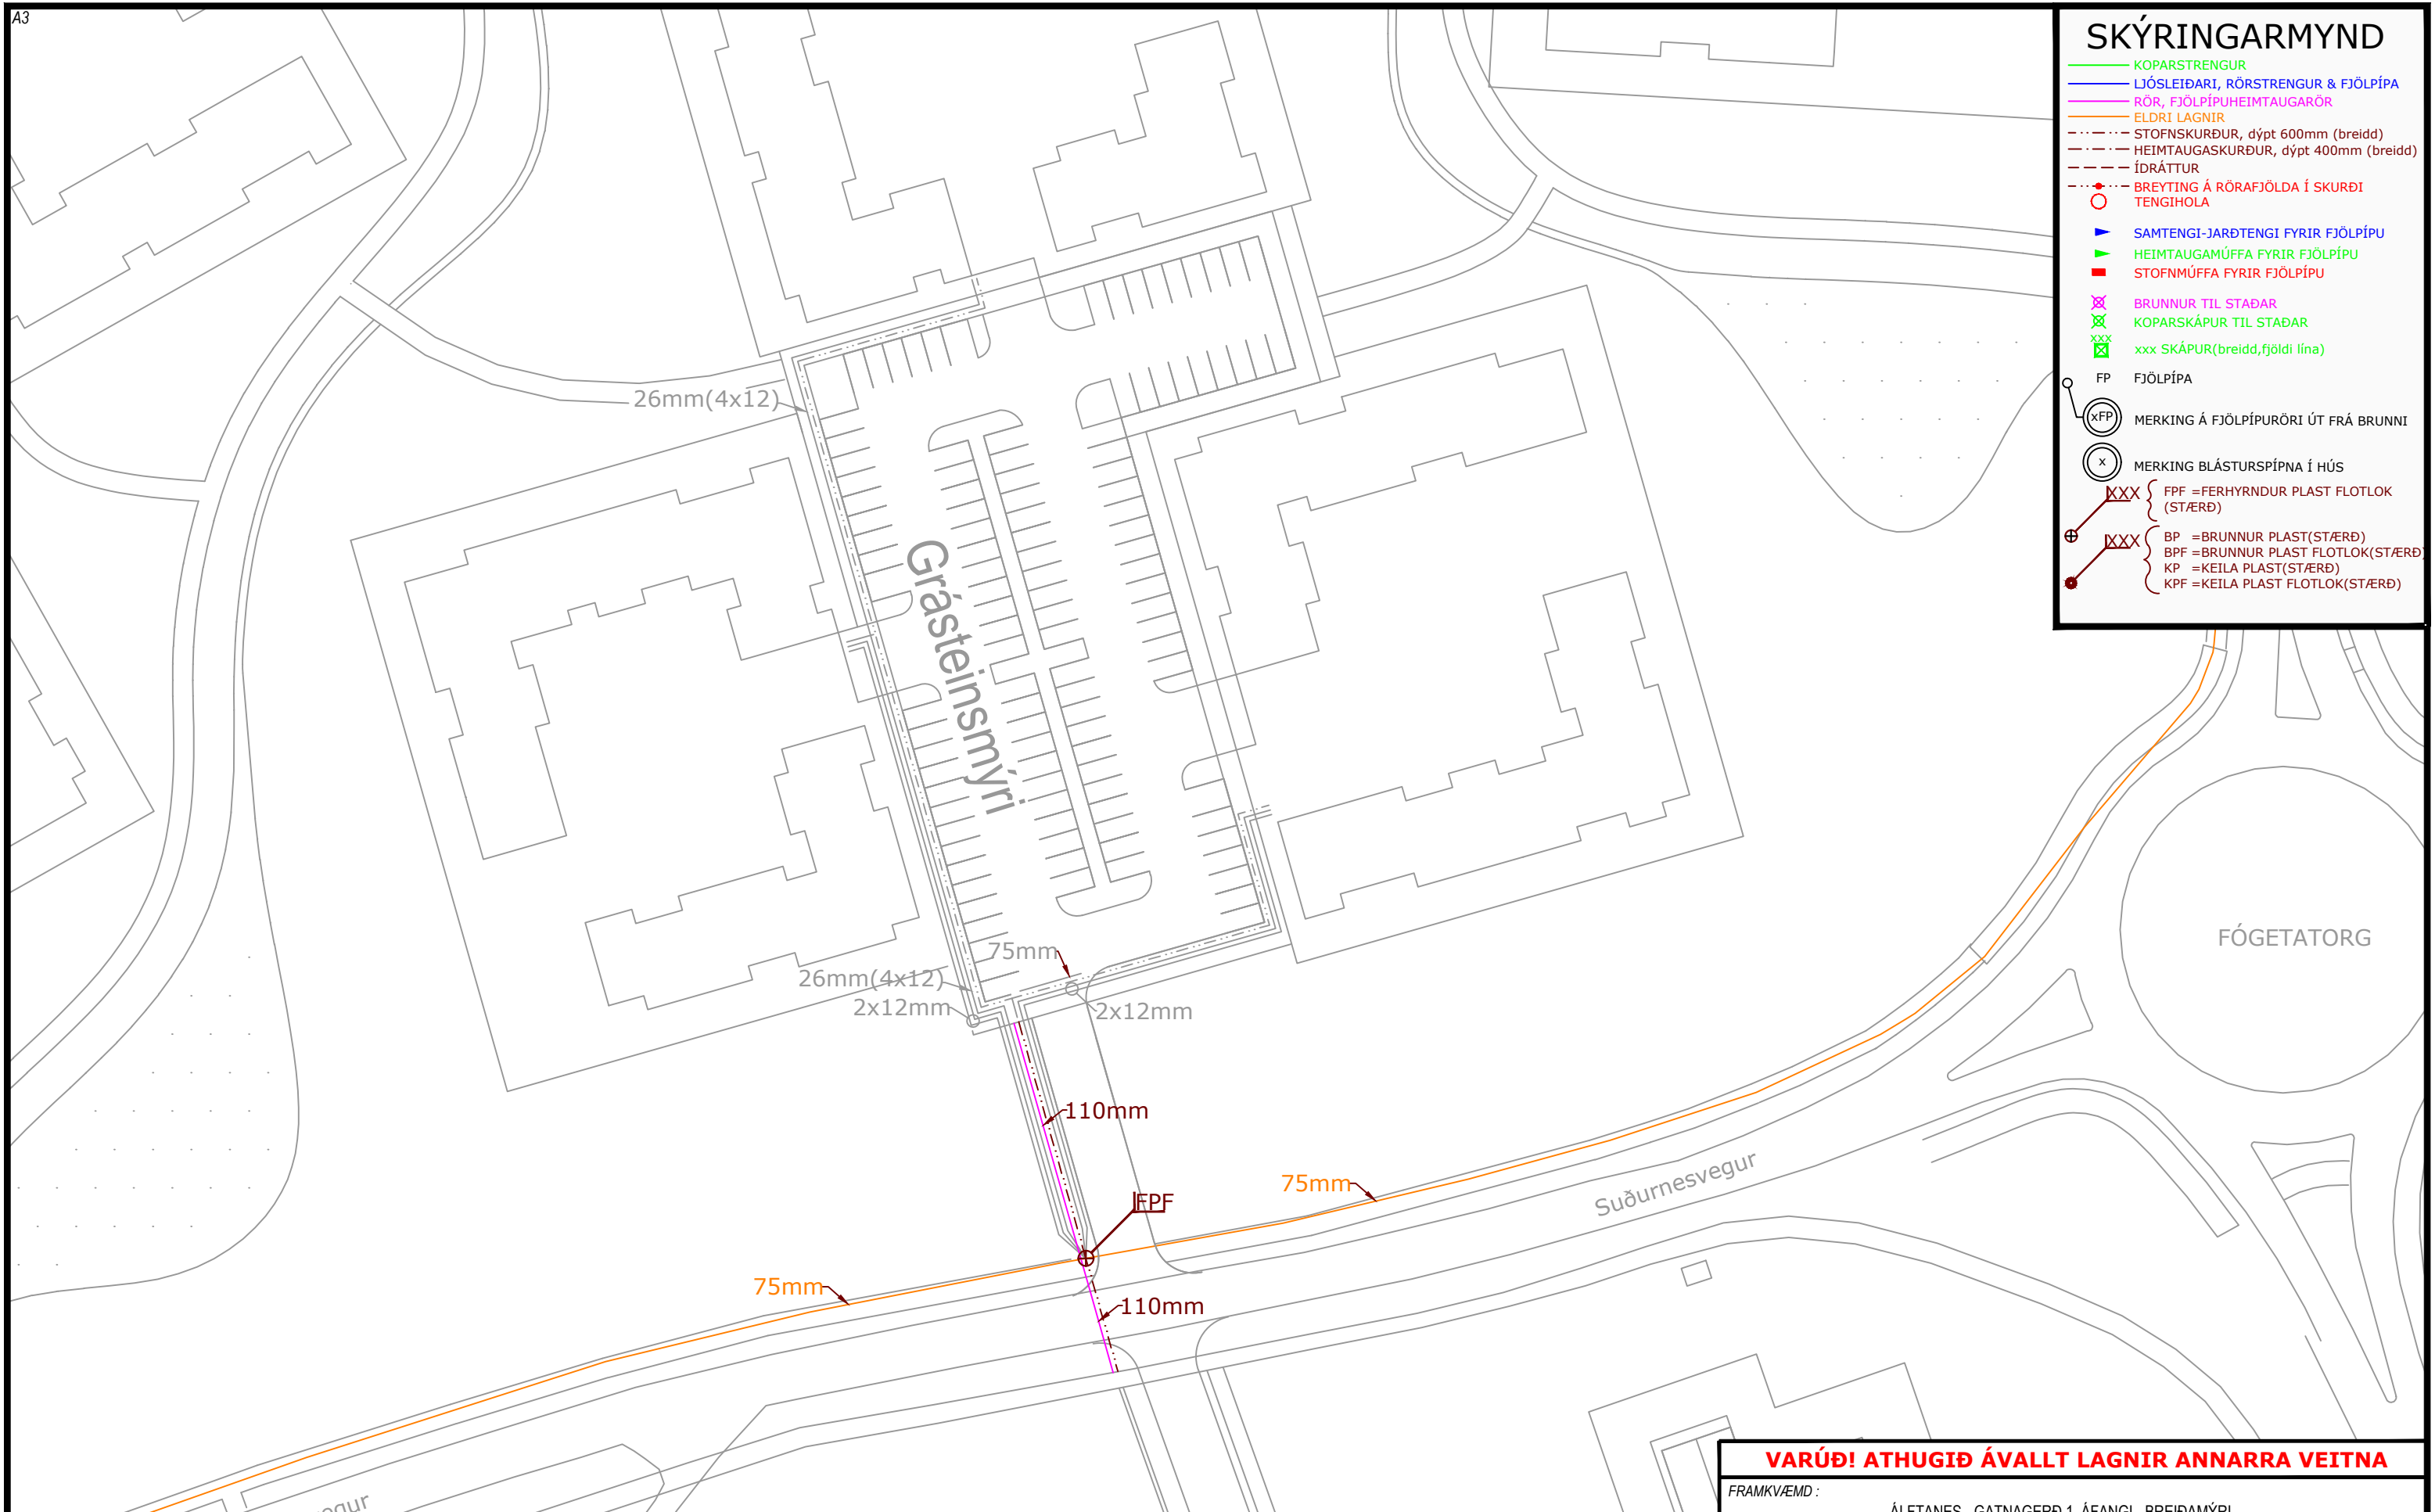 A3
SKÝRINGARMYND
KOPARSTRENGUR
LJÓSLEIÐARI, RÖRSTRENGUR & FJÖLPÍPA
RÖR, FJÖLPÍPUHEIMTAUGARÖR
ELDRI LAGNIR
STOFNSKURÐUR, dýpt 600mm (breidd)
HEIMTAUGASKURÐUR, dýpt 400mm (breidd)
ÍDRÁTTUR
BREYTING Á RÖRAFJÖLDA Í SKURÐI
TENGIHOLA
SAMTENGI-JARÐTENGI FYRIR FJÖLPÍPU
HEIMTAUGAMÚFFA FYRIR FJÖLPÍPU
STOFNMÚFFA FYRIR FJÖLPÍPU
BRUNNUR TIL STAÐAR
KOPARSKÁPUR TIL STAÐAR
xxx
xxx SKÁPUR(breidd,fjöldi lína)
FP FJÖLPÍPA
xFP MERKING Á FJÖLPÍPURÖRI ÚT FRÁ BRUNNI
x MERKING BLÁSTURSPÍPNA Í HÚS
XXX FPF =FERHYRNDUR PLAST FLOTLOK
(STÆRÐ)
XXX BP =BRUNNUR PLAST(STÆRÐ)
BPF =BRUNNUR PLAST FLOTLOK(STÆRÐ)
KP =KEILA PLAST(STÆRÐ)
KPF =KEILA PLAST FLOTLOK(STÆRÐ)
26mm(4x12)
Grásteinsmýri
FÓGETATORG
75mm
26mm(4x12)
2x12mm
2x12mm
110mm
FPF
75mm
Suðurnesvegur
75mm
110mm
VARÚÐ! ATHUGIÐ ÁVALLT LAGNIR ANNARRA VEITNA
FRAMKVÆMD :
ÁLFTANES - GATNAGERÐ 1. ÁFANGI - BREIÐAMÝRI